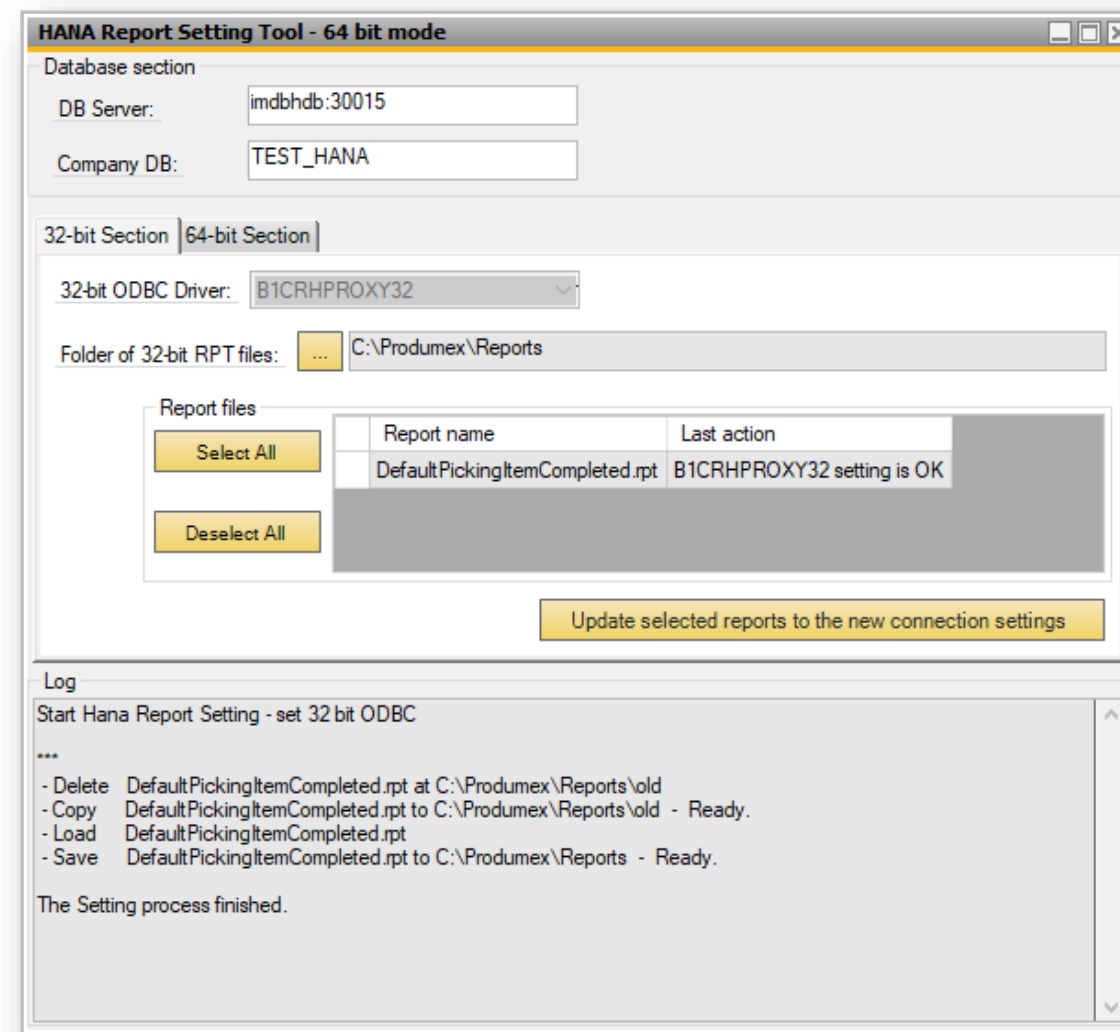 HANA Report Setting Tool - 64 bit mode
Database section
DB Server: imdbhdb:30015
Company DB: TEST_HANA
32-bit Section 64-bit Section
32-bit ODBC Driver: B1CRHPROXY32
Folder of 32-bit RPT files: ... C:\Produmex\Reports
Report files
Report name Last action
Select All
DefaultPickingItemCompleted.rpt B1CRHPROXY32 setting is OK
Deselect All
Update selected reports to the new connection settings
Log
Start Hana Report Setting - set 32 bit ODBC
***
- Delete DefaultPickingItemCompleted.rpt at C:\Produmex\Reports\old
- Copy DefaultPickingItemCompleted.rpt to C:\Produmex\Reports\old - Ready.
- Load DefaultPickingItemCompleted.rpt
- Save DefaultPickingItemCompleted.rpt to C:\Produmex\Reports - Ready.
The Setting process finished.